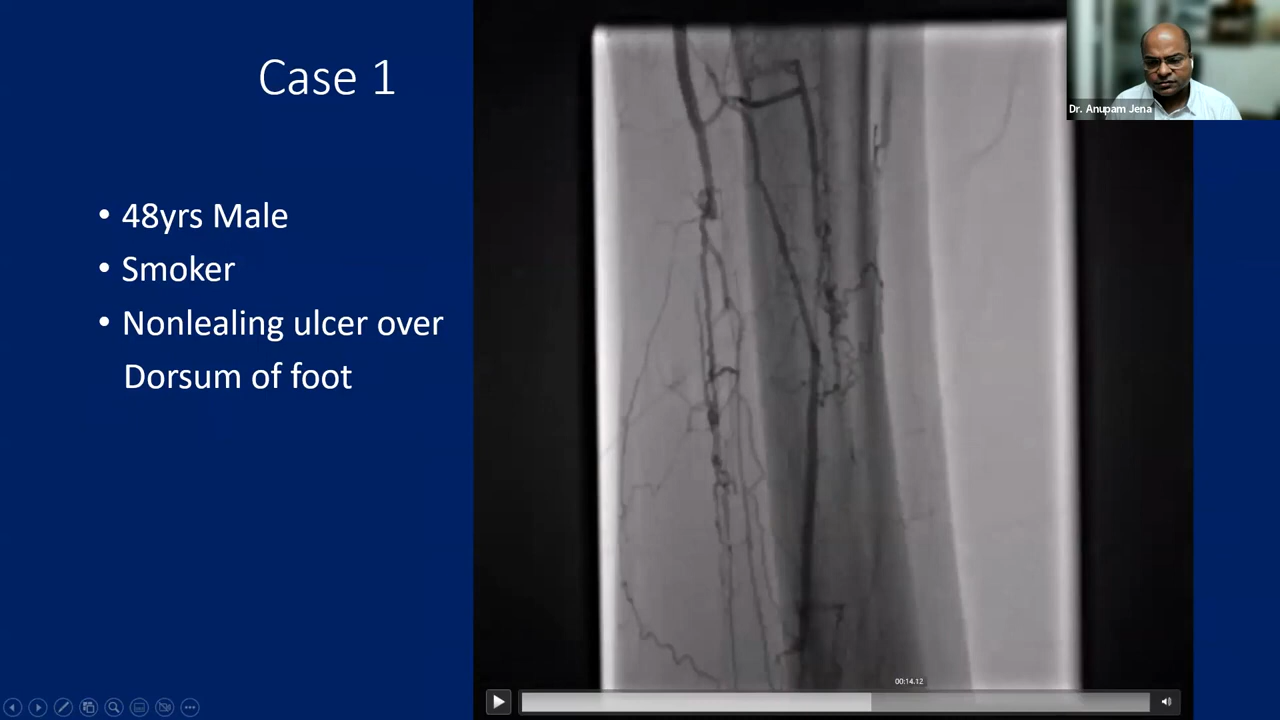 Case 1
Dr. Anupam Jena
• 48yrs Male
• Smoker
• Nonlealing ulcer over
Dorsum of foot
00:14.12